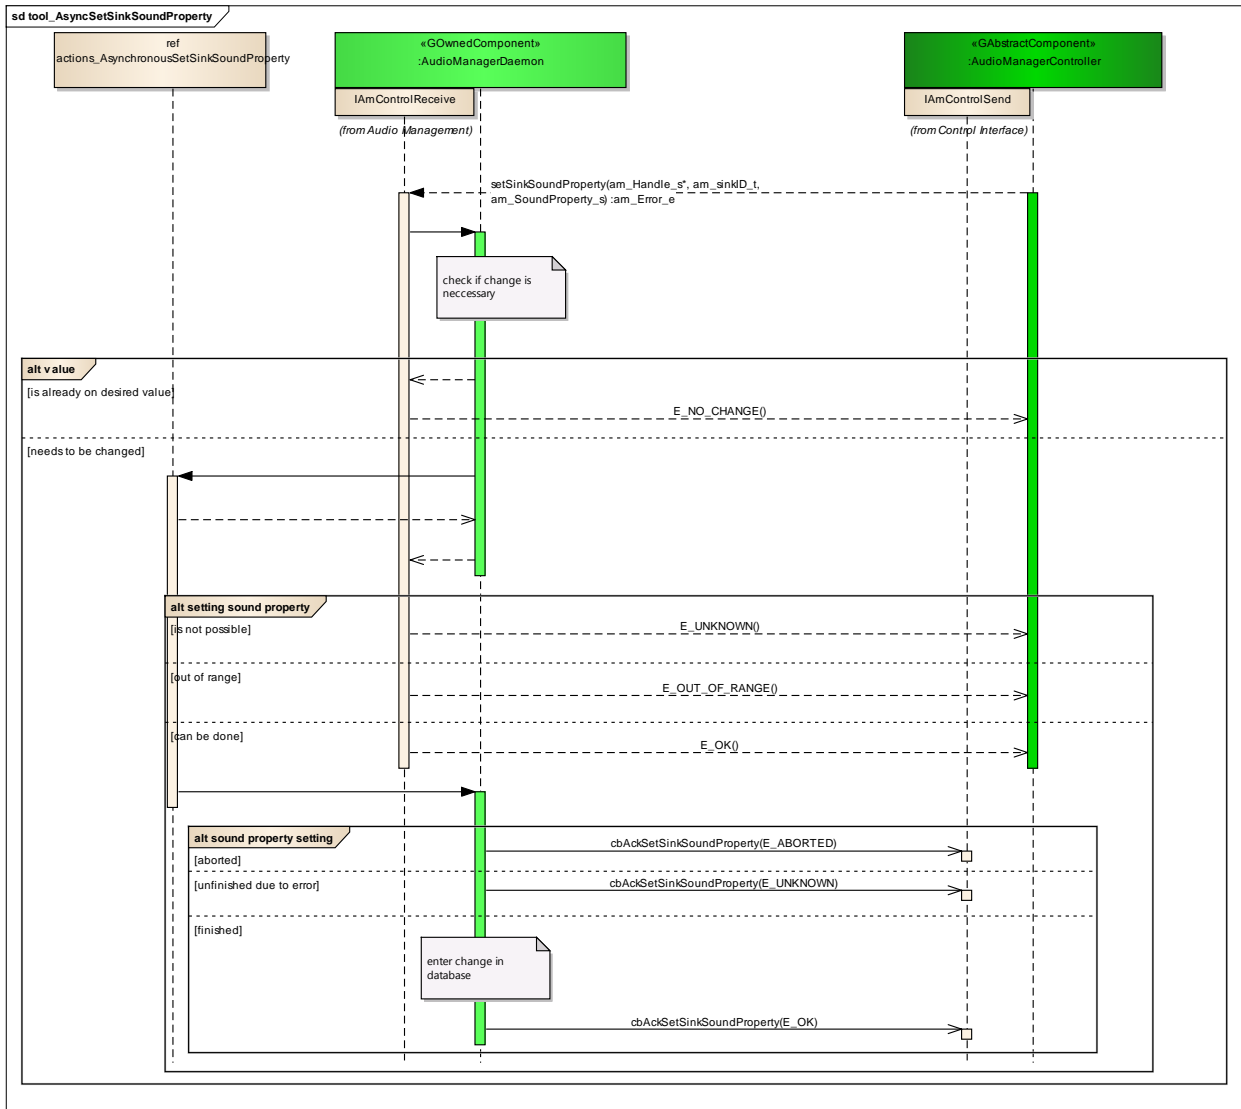 sd tool_AsyncSetSinkSoundProperty
ref
actions_AsynchronousSetSinkSoundProperty
«GOwnedComponent»
:AudioManagerDaemon
«GAbstractComponent»
:AudioManagerController
IAmControlReceive
IAmControlSend
(from Audio Management)
(from Control Interface)
setSinkSoundProperty(am_Handle_s*, am_sinkID_t,
am_SoundProperty_s) :am_Error_e
check if change is
neccessary
alt value
[is already on desired value]
E_NO_CHANGE()
[needs to be changed]
alt setting sound property
[is not possible]
E_UNKNOWN()
[out of range]
E_OUT_OF_RANGE()
[can be done]
E_OK()
alt sound property setting
cbAckSetSinkSoundProperty(E_ABORTED)
[aborted]
[unfinished due to error]
cbAckSetSinkSoundProperty(E_UNKNOWN)
[finished]
enter change in
database
cbAckSetSinkSoundProperty(E_OK)